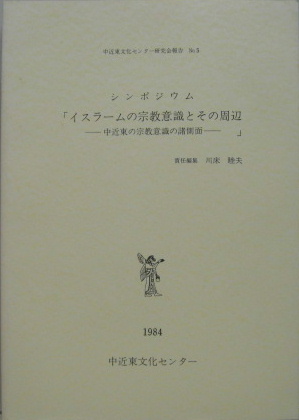 中近東文化センター研究会報告 No.5
シンポジウム
「イスラームの宗教意識とその周辺
――中近東の宗教意識の諸側面―― 」
責任編集 川床 睦夫
1984
中近東文化センター